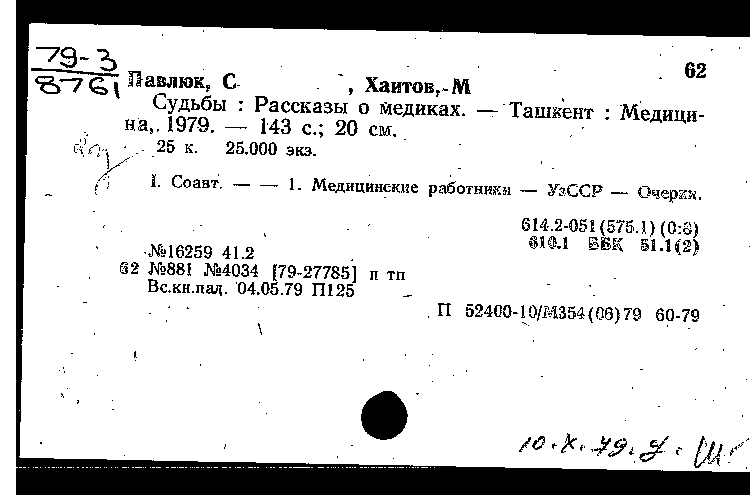 79-3
8761
62
Павлюк, С , Хаитов, М
Судьбы : Рассказы о медиках. — Ташкент : Медици-
на, 1979. — 143 с.; 20 см.
25 к. 25.000 экз.
I. Соавт. — — 1. Медицинские работники — УзССР — Очерки.
614.2-051(575.1)(0:8)
610.1 ББК 51.1(2)
№16259 41.2
62 №881 №4034 [79-27785] п тп
Вс.кн.пал. 04.05.79 П125
П 52400-10/М354(06)79 60-79
10.X.79.